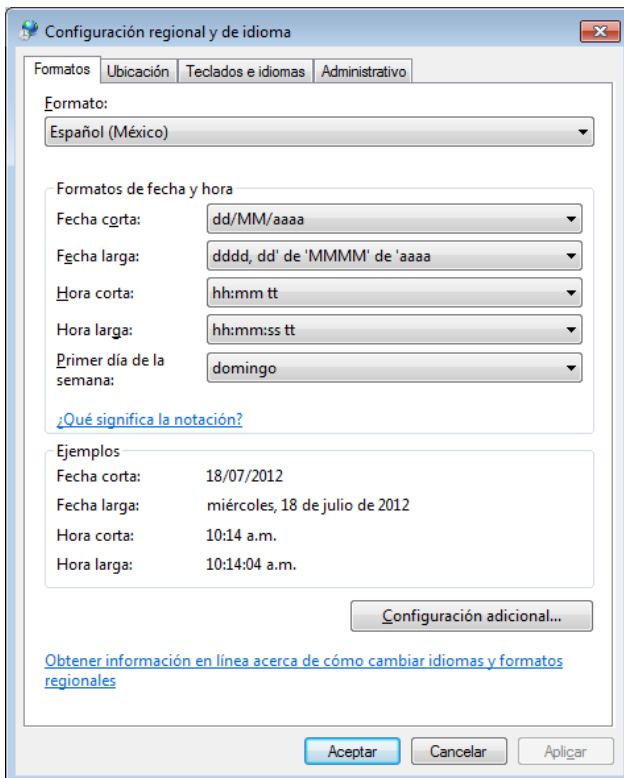 Configuración regional y de idioma
Formatos Ubicación Teclados e idiomas Administrativo
Formato:
Español (México)
Formatos de fecha y hora
Fecha corta: dd/MM/aaaa
Fecha larga: dddd, dd' de 'MMMM' de 'aaaa
Hora corta: hh:mm tt
Hora larga: hh:mm:ss tt
Primer día de la
semana: domingo
¿Qué significa la notación?
Ejemplos
Fecha corta: 18/07/2012
Fecha larga: miércoles, 18 de julio de 2012
Hora corta: 10:14 a.m.
Hora larga: 10:14:04 a.m.
Configuración adicional...
Obtener información en línea acerca de cómo cambiar idiomas y formatos
regionales
Aceptar Cancelar Aplicar